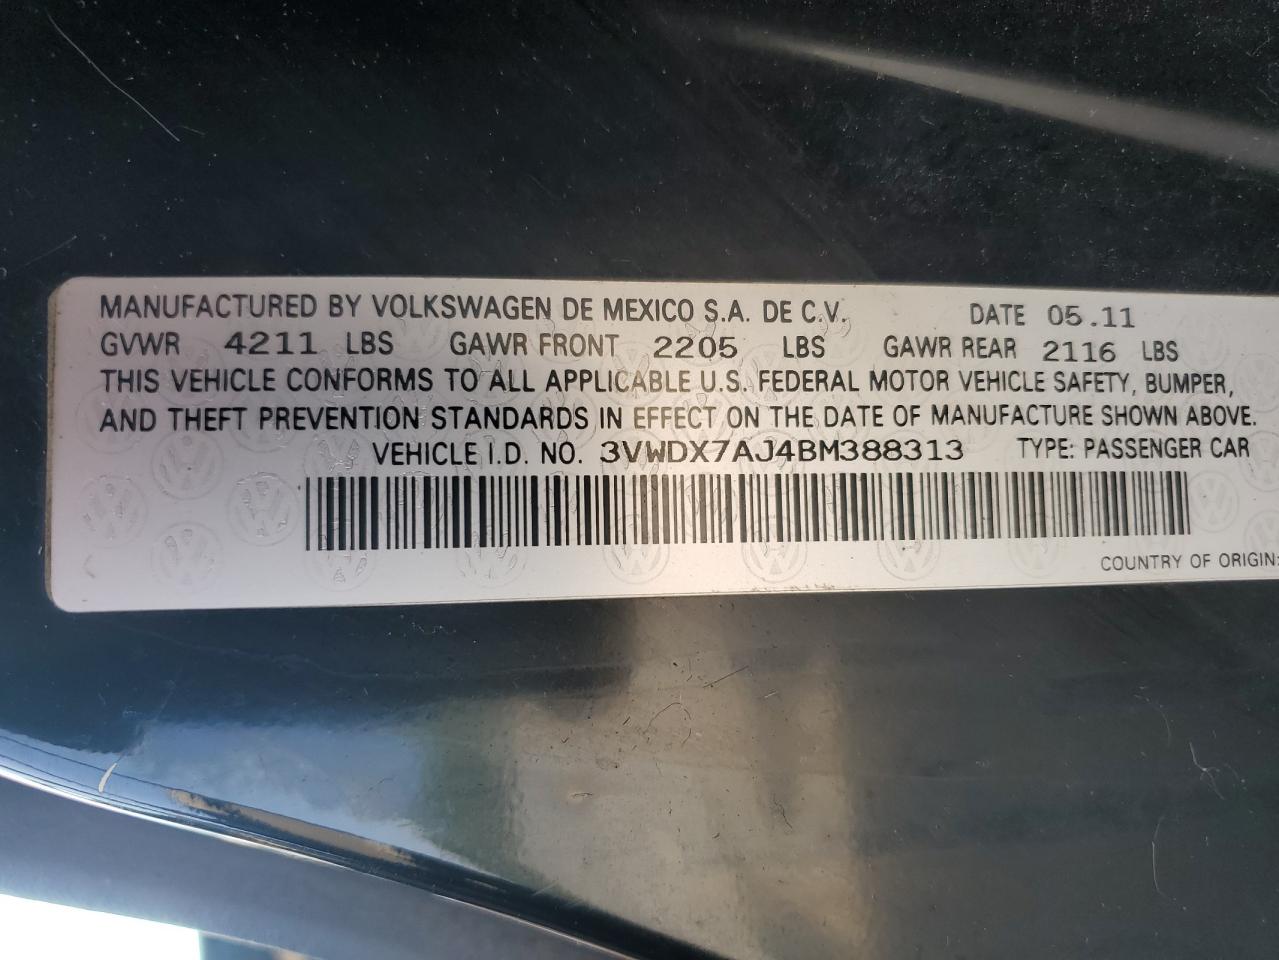 MANUFACTURED BY VOLKSWAGEN DE MEXICO S.A. DE C.V. DATE 05.11
GVWR 4211 LBS GAWR FRONT 2205 LBS GAWR REAR 2116 LBS
THIS VEHICLE CONFORMS TO ALL APPLICABLE U.S. FEDERAL MOTOR VEHICLE SAFETY, BUMPER,
AND THEFT PREVENTION STANDARDS IN EFFECT ON THE DATE OF MANUFACTURE SHOWN ABOVE.
VEHICLE I.D. NO. 3VWDX7AJ4BM388313 TYPE: PASSENGER CAR
COUNTRY OF ORIGIN: